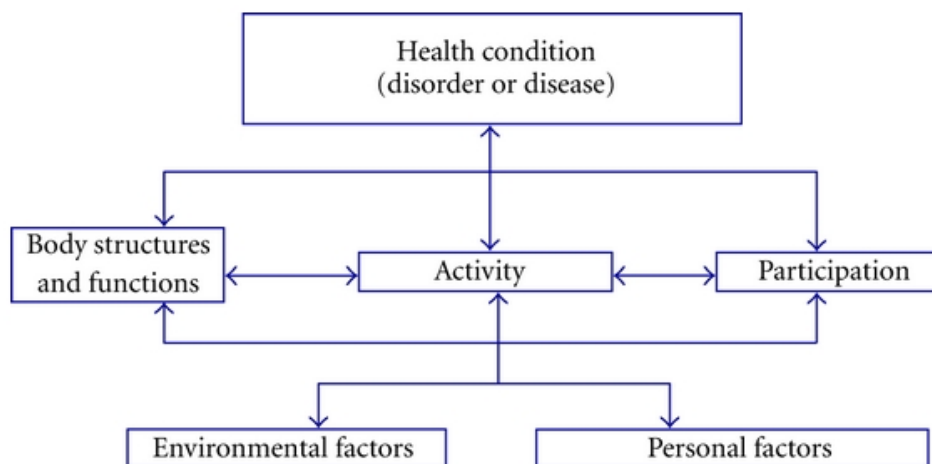 Health condition
(disorder or disease)
Body structures
and functions
Activity
Participation
Environmental factors
Personal factors